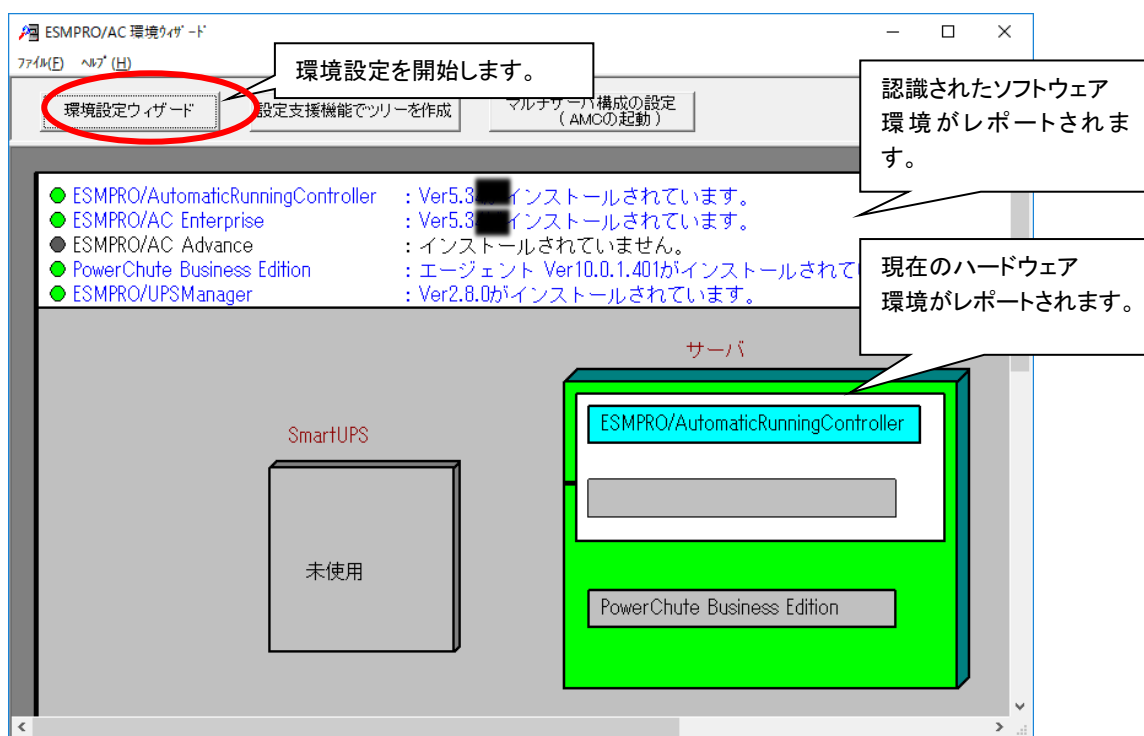 ESMPRO/AC 環境ｳｨｻﾞｰﾄﾞ
ﾌｧｲﾙ(F) ﾍﾙﾌﾟ(H)
環境設定を開始します。
環境設定ウィザード
設定支援機能でツリーを作成
マルチサーバ構成の設定
(AMCの起動)
認識されたソフトウェア
環境がレポートされま
す。
ESMPRO/AutomaticRunningController : Ver5.3 インストールされています。
ESMPRO/AC Enterprise : Ver5.3 インストールされています。
ESMPRO/AC Advance : インストールされていません。
PowerChute Business Edition : エージェント Ver10.0.1.401がインストールされて
ESMPRO/UPSManager : Ver2.8.0がインストールされています。
現在のハードウェア
環境がレポートされます。
サーバ
ESMPRO/AutomaticRunningController
SmartUPS
未使用
PowerChute Business Edition